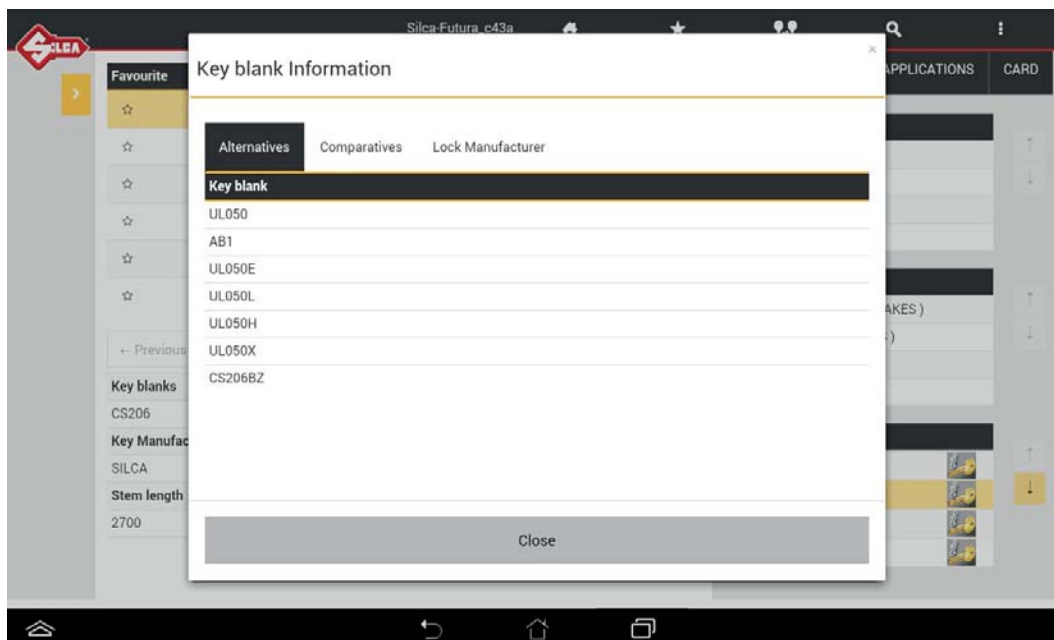 Silca-Futura_c43a
SILCA
Key blank Information
×
APPLICATIONS
CARD
Favourite
Alternatives
Comparatives
Lock Manufacturer
Key blank
UL050
AB1
UL050E
UL050L
UL050H
UL050X
CS206BZ
AKES )
)
← Previous
Key blanks
CS206
Key Manufac
SILCA
Stem length
2700
Close